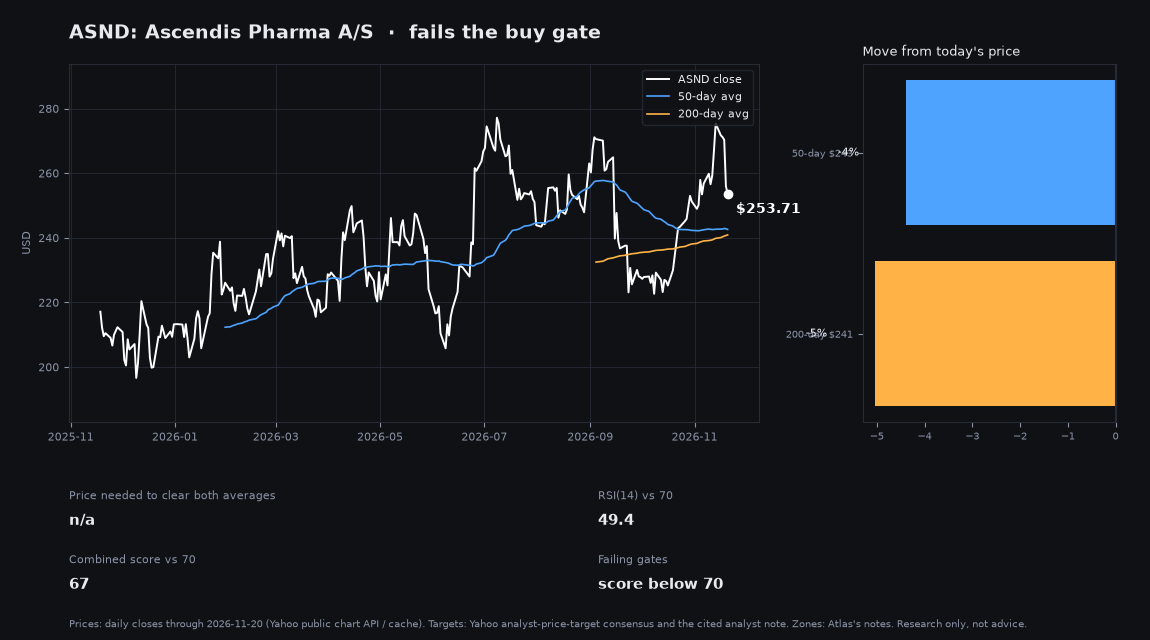 ASND: Ascendis Pharma A/S · fails the buy gate
Move from today's price
ASND close
50-day avg
200-day avg
280
260
240
220
200
USD
2025-11
2026-01
2026-03
2026-05
2026-07
2026-09
2026-11
$253.71
50-day
-4%
200-day $241
-5%
−5
−4
−3
−2
−1
0
Price needed to clear both averages
n/a
RSI(14) vs 70
49.4
Combined score vs 70
67
Failing gates
score below 70
Prices: daily closes through 2026-11-20 (Yahoo public chart API / cache). Targets: Yahoo analyst-price-target consensus and the cited analyst note. Zones: Atlas's notes. Research only, not advice.